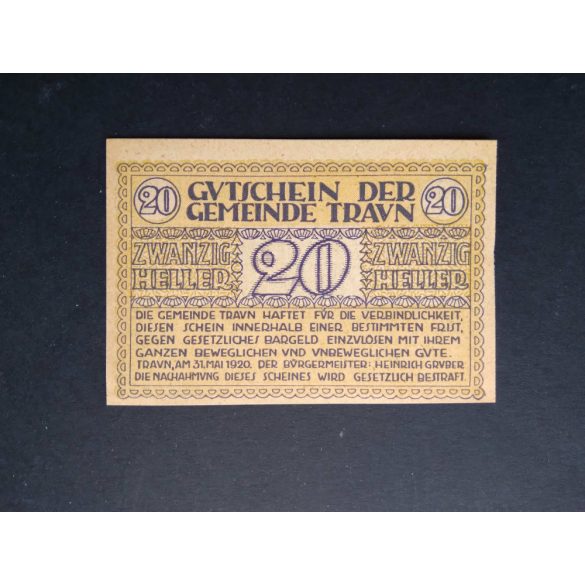 20 GVTSCHEIN DER 20
GEMEINDE TRAVN
ZWANZIG 20 ZWANZIG
HELLER HELLER
DIE GEMEINDE TRAVN HAFTET FÜR DIE VERBINDLICHKEIT,
DIESEN SCHEIN INNERHALB EINER BESTIMMTEN FRIST,
GEGEN GESETZLICHES BARGELD EINZVLÖSEN MIT IHREM
GANZEN BEWEGLICHEN VND VNBEWEGLICHEN GVTE.
TRAVN, AM 31. MAI 1920. DER BÜRGERMEISTER: HEINRICH GRVBER
DIE NACHAHMVNG DIESES SCHEINES WIRD GESETZLICH BESTRAFT.